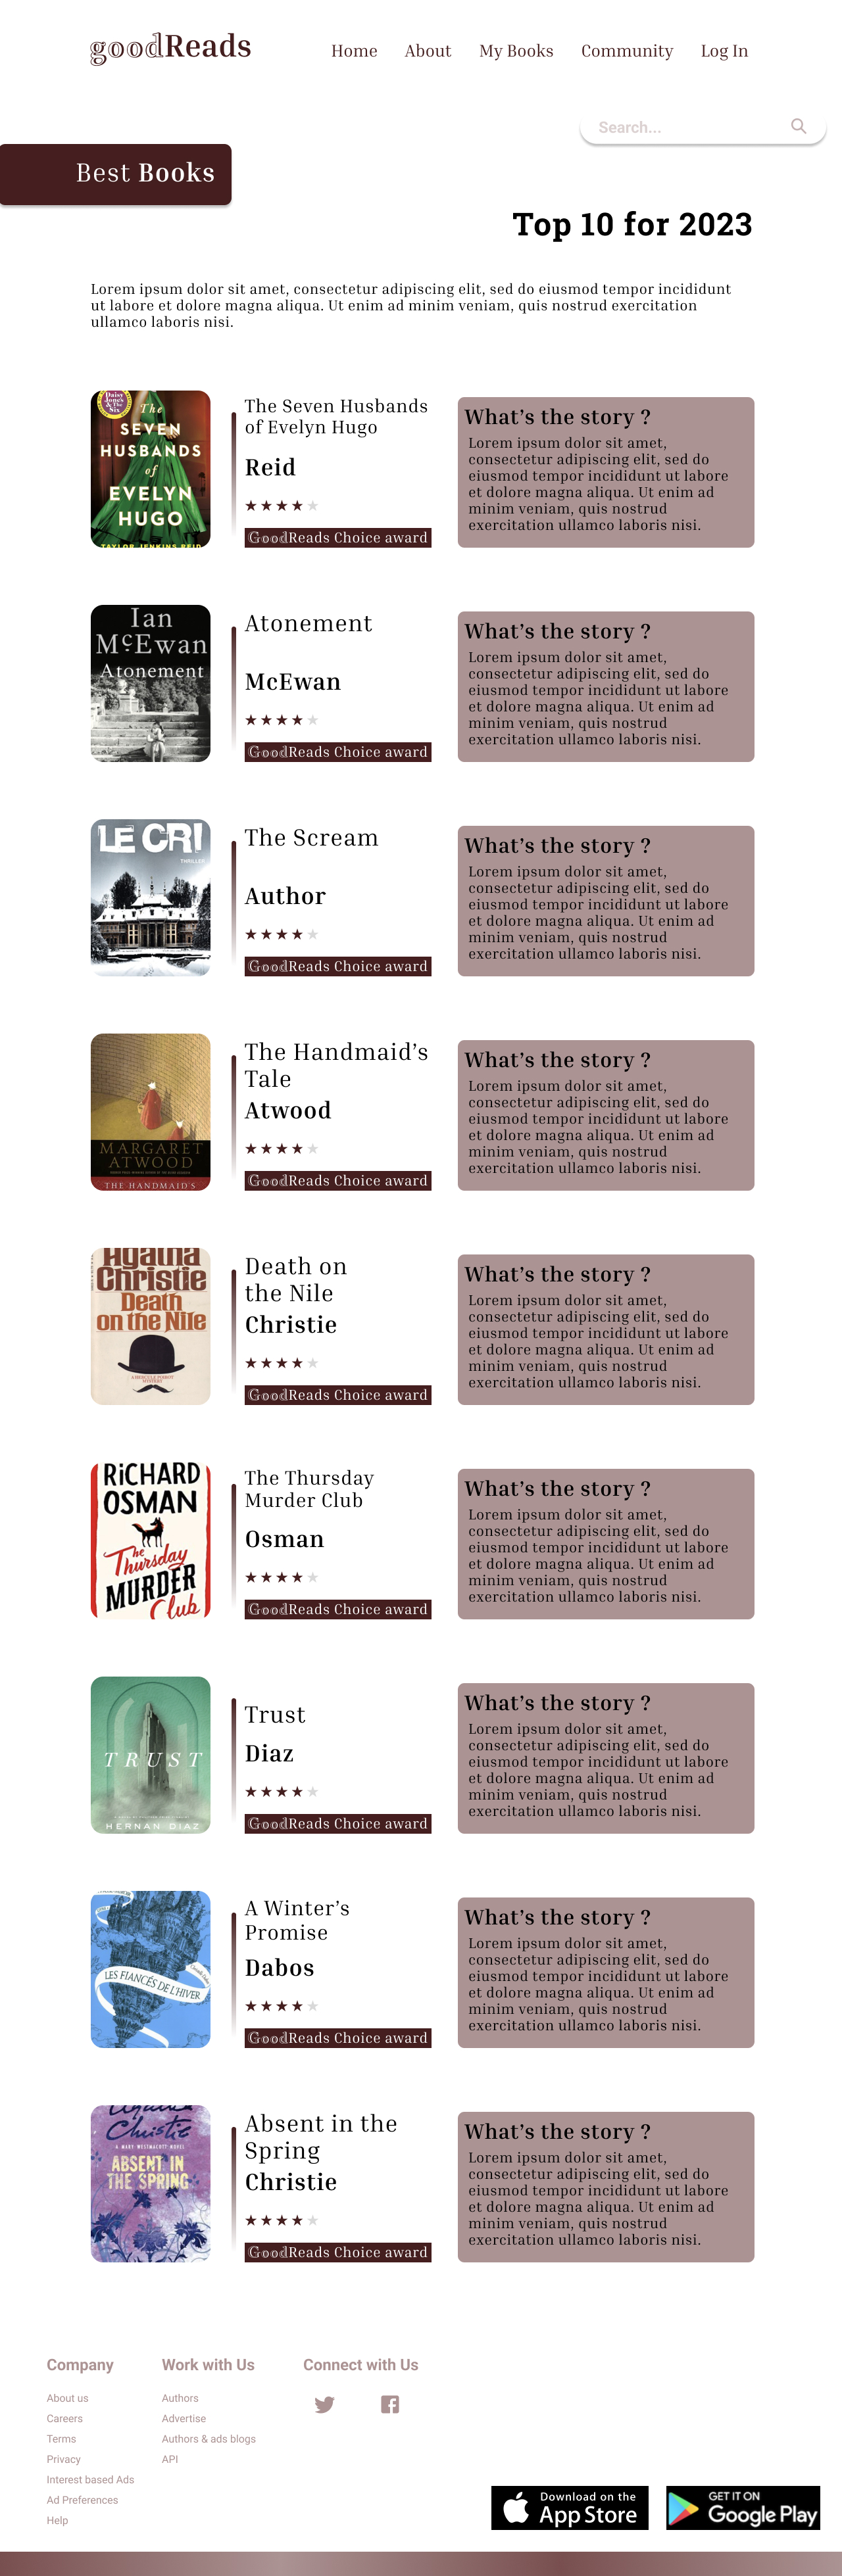 goodReads
Home About My Books Community Log In
Search...
Best Books
Top 10 for 2023
Lorem ipsum dolor sit amet, consectetur adipiscing elit, sed do eiusmod tempor incididunt
ut labore et dolore magna aliqua. Ut enim ad minim veniam, quis nostrud exercitation
ullamco laboris nisi.
Daisy
Jones &
The
Six
The
SEVEN
HUSBANDS
of
EVELYN
HUGO
TAYLOR JENKINS REID
The Seven Husbands
of Evelyn Hugo
Reid
GoodReads Choice award
What's the story ?
Lorem ipsum dolor sit amet,
consectetur adipiscing elit, sed do
eiusmod tempor incididunt ut labore
et dolore magna aliqua. Ut enim ad
minim veniam, quis nostrud
exercitation ullamco laboris nisi.
Ian
McEwan
Atonement
Atonement
McEwan
GoodReads Choice award
What's the story ?
Lorem ipsum dolor sit amet,
consectetur adipiscing elit, sed do
eiusmod tempor incididunt ut labore
et dolore magna aliqua. Ut enim ad
minim veniam, quis nostrud
exercitation ullamco laboris nisi.
LE CRI
THRILLER
The Scream
Author
GoodReads Choice award
What's the story ?
Lorem ipsum dolor sit amet,
consectetur adipiscing elit, sed do
eiusmod tempor incididunt ut labore
et dolore magna aliqua. Ut enim ad
minim veniam, quis nostrud
exercitation ullamco laboris nisi.
MARGARET
ATWOOD
THE HANDMAID'S
The Handmaid's
Tale
Atwood
GoodReads Choice award
What's the story ?
Lorem ipsum dolor sit amet,
consectetur adipiscing elit, sed do
eiusmod tempor incididunt ut labore
et dolore magna aliqua. Ut enim ad
minim veniam, quis nostrud
exercitation ullamco laboris nisi.
Agatha
Christie
Death
on the Nile
A HERCULE POIROT
MYSTERY
Death on
the Nile
Christie
GoodReads Choice award
What's the story ?
Lorem ipsum dolor sit amet,
consectetur adipiscing elit, sed do
eiusmod tempor incididunt ut labore
et dolore magna aliqua. Ut enim ad
minim veniam, quis nostrud
exercitation ullamco laboris nisi.
RICHARD
OSMAN
The
Thursday
MURDER
Club
The Thursday
Murder Club
Osman
GoodReads Choice award
What's the story ?
Lorem ipsum dolor sit amet,
consectetur adipiscing elit, sed do
eiusmod tempor incididunt ut labore
et dolore magna aliqua. Ut enim ad
minim veniam, quis nostrud
exercitation ullamco laboris nisi.
TRUST
HERNAN DIAZ
Trust
Diaz
GoodReads Choice award
What's the story ?
Lorem ipsum dolor sit amet,
consectetur adipiscing elit, sed do
eiusmod tempor incididunt ut labore
et dolore magna aliqua. Ut enim ad
minim veniam, quis nostrud
exercitation ullamco laboris nisi.
LES FIANCÉS DE L'HIVER
A Winter's
Promise
Dabos
GoodReads Choice award
What's the story ?
Lorem ipsum dolor sit amet,
consectetur adipiscing elit, sed do
eiusmod tempor incididunt ut labore
et dolore magna aliqua. Ut enim ad
minim veniam, quis nostrud
exercitation ullamco laboris nisi.
Agatha
Christie
A MARY WESTMACOTT NOVEL
ABSENT IN
THE SPRING
Absent in the
Spring
Christie
GoodReads Choice award
What's the story ?
Lorem ipsum dolor sit amet,
consectetur adipiscing elit, sed do
eiusmod tempor incididunt ut labore
et dolore magna aliqua. Ut enim ad
minim veniam, quis nostrud
exercitation ullamco laboris nisi.
Company
About us
Careers
Terms
Privacy
Interest based Ads
Ad Preferences
Help
Work with Us
Authors
Advertise
Authors & ads blogs
API
Connect with Us
Download on the
App Store
GET IT ON
Google Play